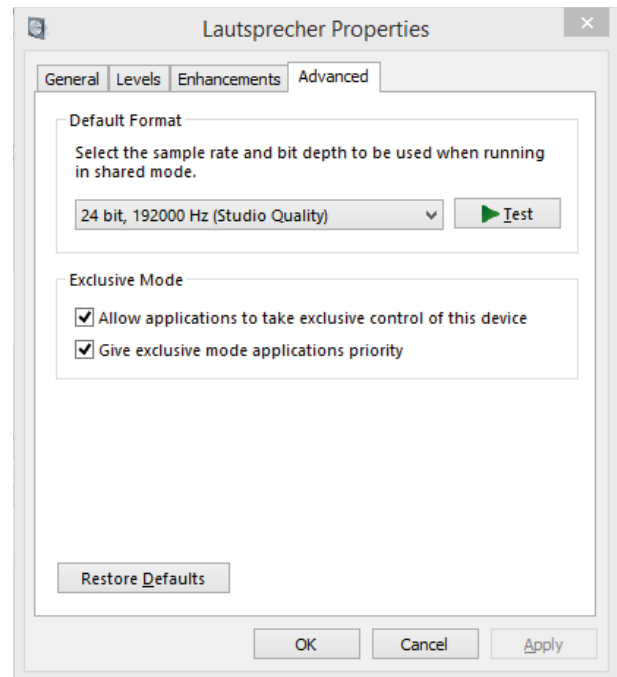 Lautsprecher Properties
General Levels Enhancements Advanced
Default Format
Select the sample rate and bit depth to be used when running
in shared mode.
24 bit, 192000 Hz (Studio Quality) Test
Exclusive Mode
Allow applications to take exclusive control of this device
Give exclusive mode applications priority
Restore Defaults
OK Cancel Apply